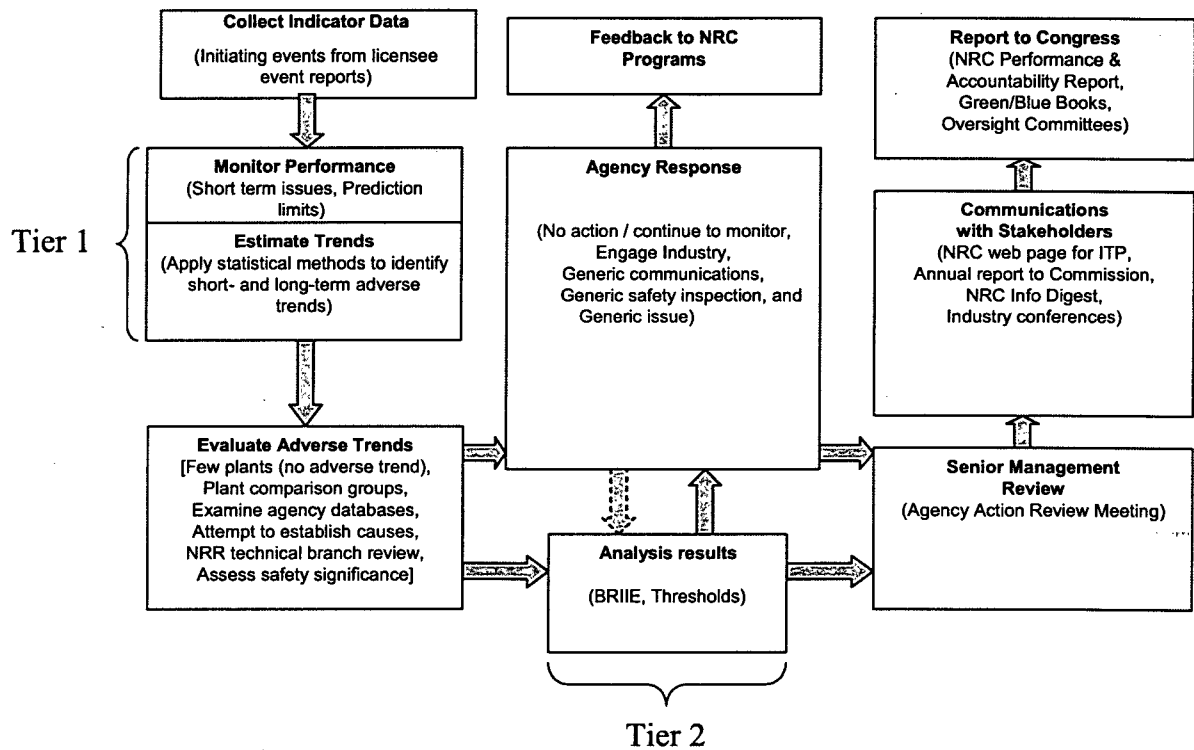 Collect Indicator Data
(Initiating events from licensee
event reports)
Feedback to NRC
Programs
Report to Congress
(NRC Performance &
Accountability Report,
Green/Blue Books,
Oversight Committees)
Tier 1
Monitor Performance
(Short term issues, Prediction
limits)
Estimate Trends
(Apply statistical methods to identify
short- and long-term adverse
trends)
Agency Response
(No action / continue to monitor,
Engage Industry,
Generic communications,
Generic safety inspection, and
Generic issue)
Communications
with Stakeholders
(NRC web page for ITP,
Annual report to Commission,
NRC Info Digest,
Industry conferences)
Evaluate Adverse Trends
[Few plants (no adverse trend),
Plant comparison groups,
Examine agency databases,
Attempt to establish causes,
NRR technical branch review,
Assess safety significance]
Analysis results
(BRIIE, Thresholds)
Senior Management
Review
(Agency Action Review Meeting)
Tier 2